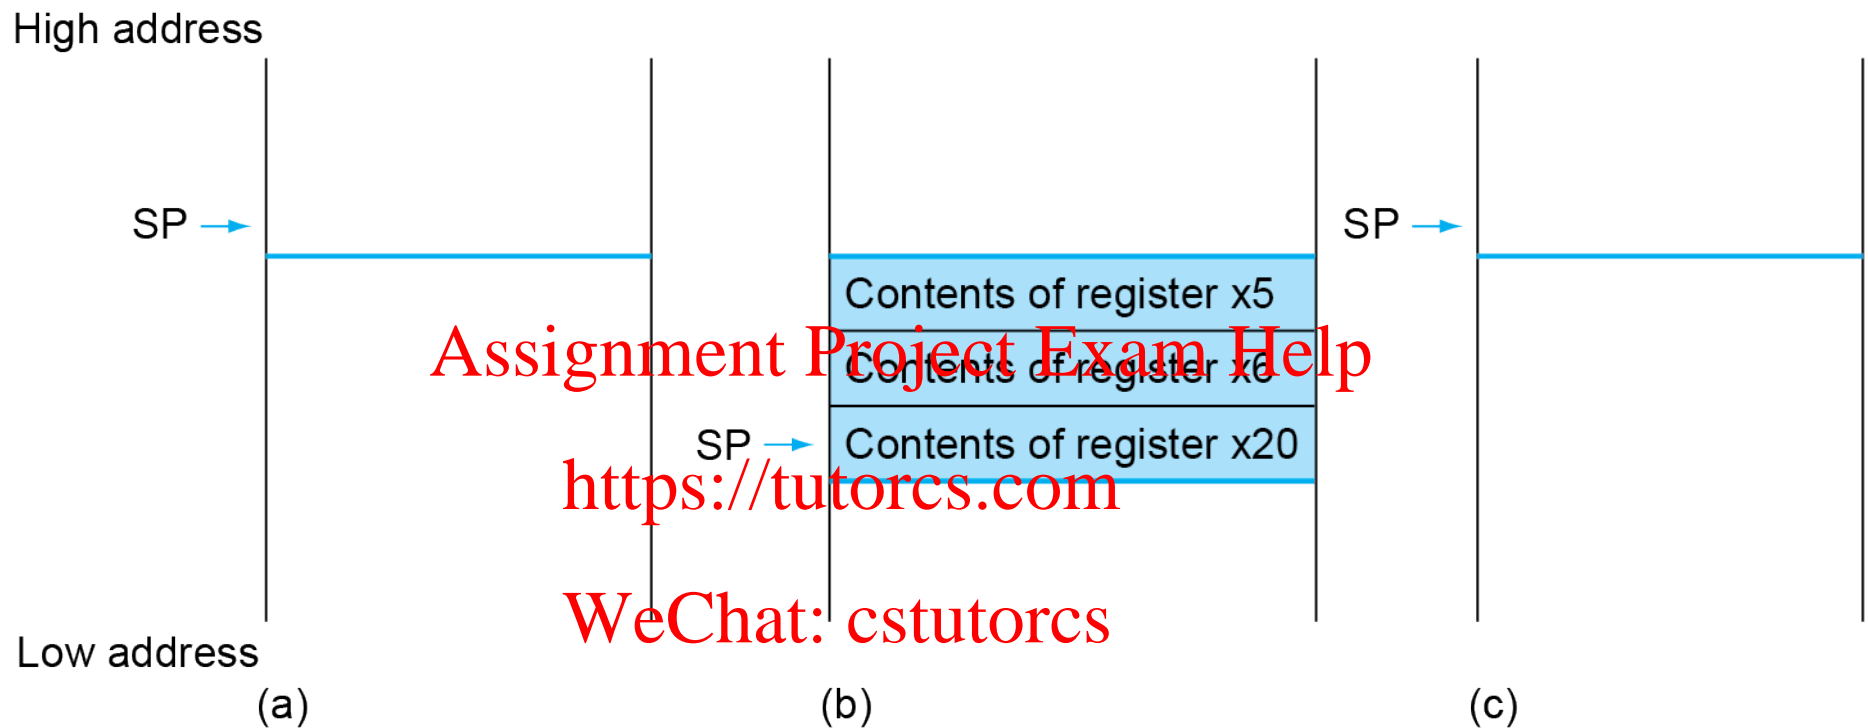 High address
SP
SP
Contents of register x5
Assignment Project Exam Help
Contents of register x6
SP
Contents of register x20
https://tutorcs.com
WeChat: cstutorcs
Low address
(a)
(b)
(c)